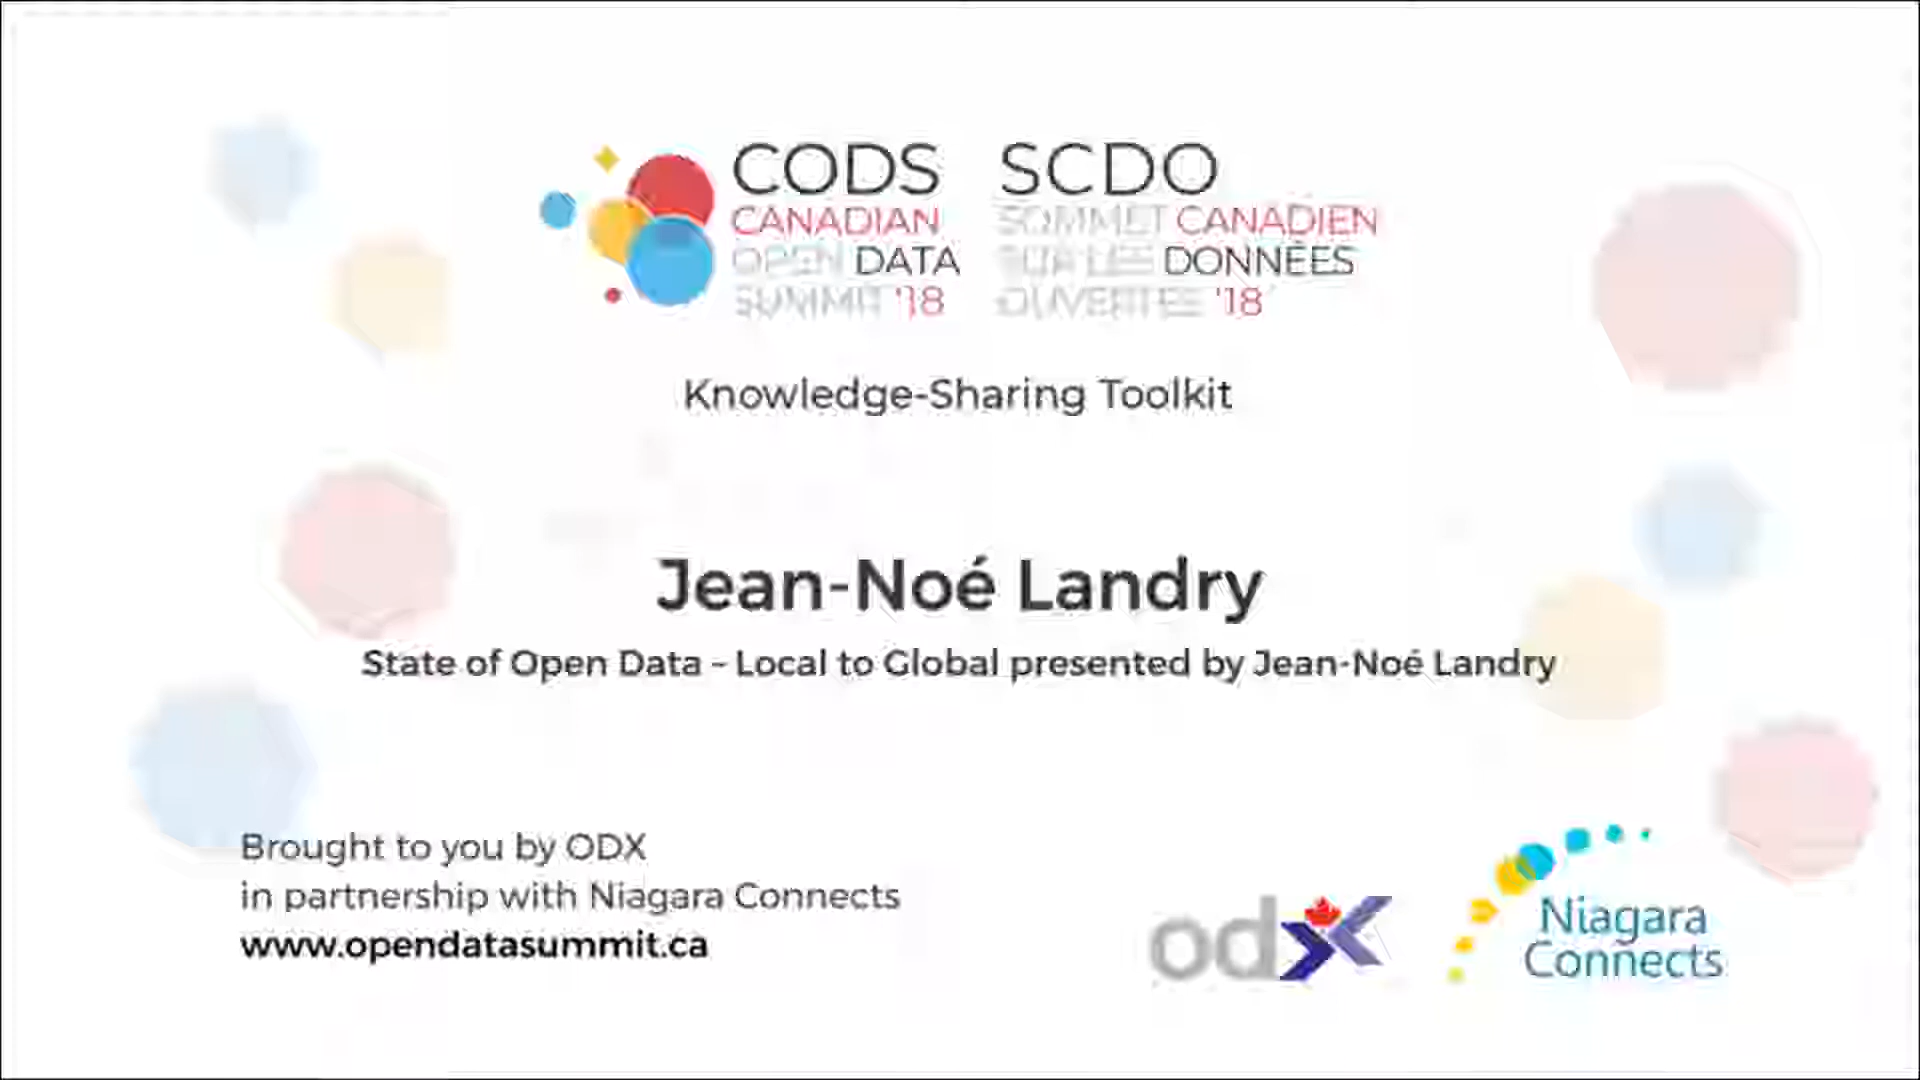 CODS
CANADIAN
OPEN DATA
SUMMIT '18
SCDO
SOMMET CANADIEN
SUR LES DONNÉES
OUVERTES '18
Knowledge-Sharing Toolkit
Jean-Noé Landry
State of Open Data – Local to Global presented by Jean-Noé Landry
Brought to you by ODX
in partnership with Niagara Connects
www.opendatasummit.ca
odx
Niagara
Connects